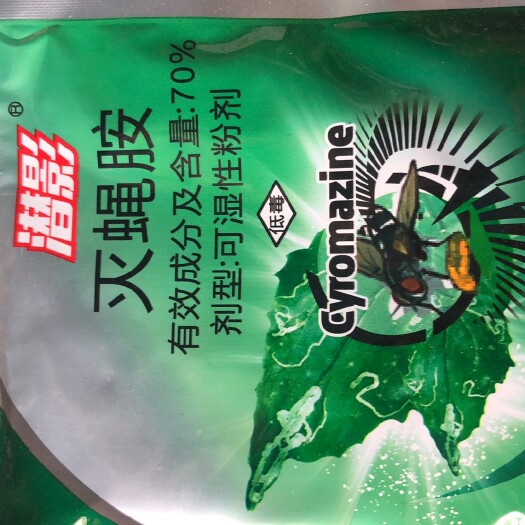 潜影®
灭蝇胺
有效成分及含量:70%
剂型:可湿性粉剂
低毒
Cyromazine